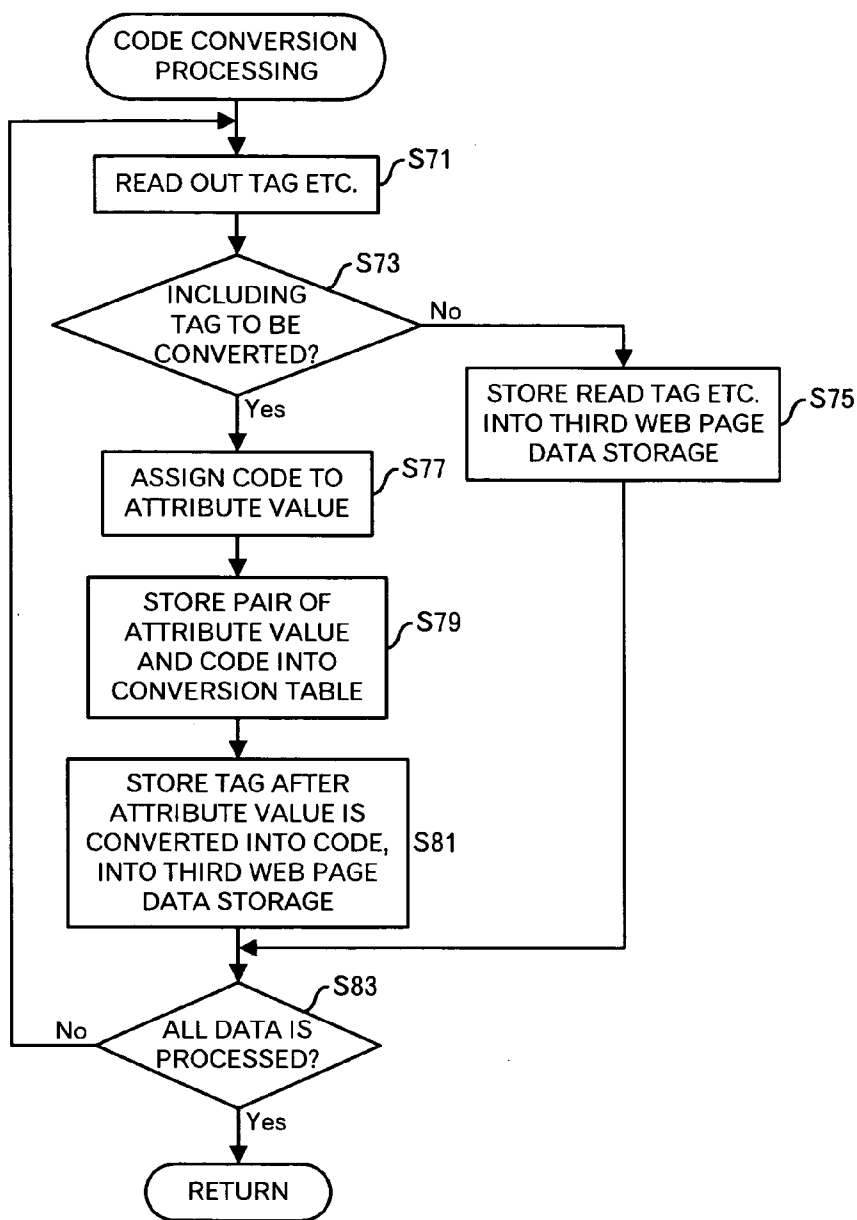 CODE CONVERSION
PROCESSING
READ OUT TAG ETC.
S71
INCLUDING
TAG TO BE
CONVERTED?
S73
No
Yes
STORE READ TAG ETC.
INTO THIRD WEB PAGE
DATA STORAGE
S75
ASSIGN CODE TO
ATTRIBUTE VALUE
S77
STORE PAIR OF
ATTRIBUTE VALUE
AND CODE INTO
CONVERSION TABLE
S79
STORE TAG AFTER
ATTRIBUTE VALUE IS
CONVERTED INTO CODE,
INTO THIRD WEB PAGE
DATA STORAGE
S81
ALL DATA IS
PROCESSED?
S83
No
Yes
RETURN